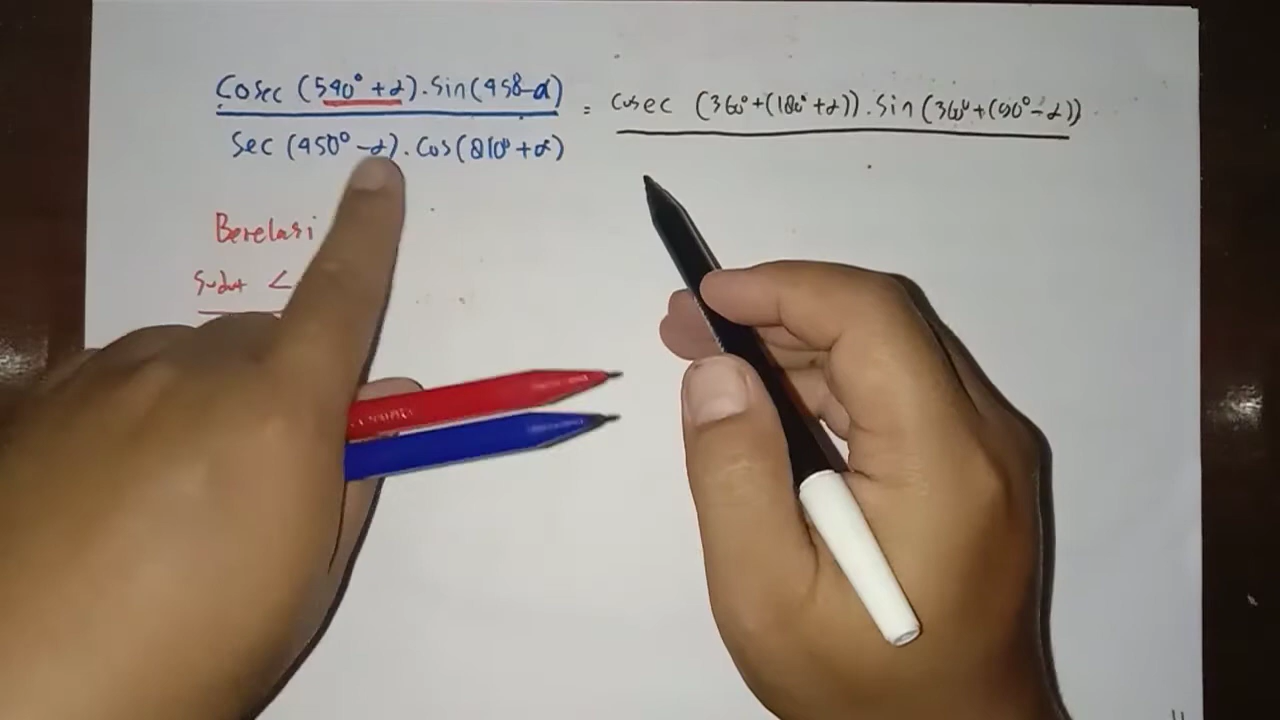 Cosec (540° + α) . Sin(450-α) = Cosec (360°+(180°+α)) . Sin(360°+(90°-α))
Sec (450° - α) . Cos(810° + α)
Berelasi
Sudut <